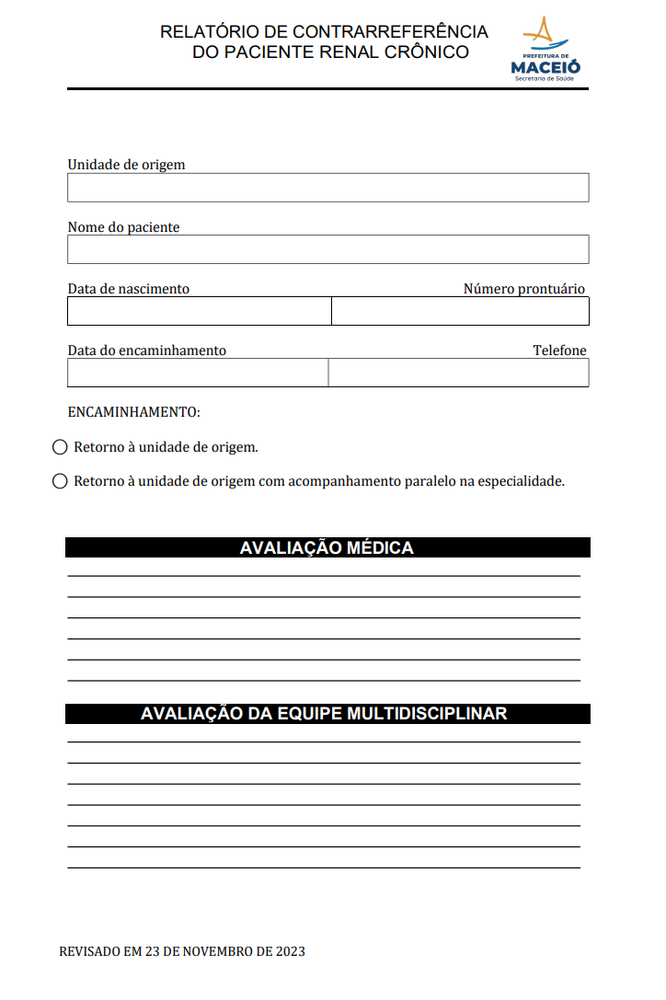 RELATÓRIO DE CONTRARREFERÊNCIA
DO PACIENTE RENAL CRÔNICO
PREFEITURA DE
MACEIÓ
Secretaria de Saúde
Unidade de origem
Nome do paciente
Data de nascimento Número prontuário
Data do encaminhamento Telefone
ENCAMINHAMENTO:
Retorno à unidade de origem.
Retorno à unidade de origem com acompanhamento paralelo na especialidade.
AVALIAÇÃO MÉDICA
AVALIAÇÃO DA EQUIPE MULTIDISCIPLINAR
REVISADO EM 23 DE NOVEMBRO DE 2023